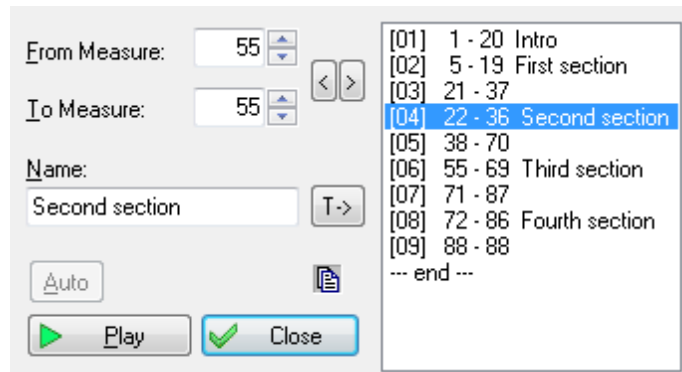 From Measure: 55
To Measure: 55
< >
Name:
Second section
T->
Auto
Play
Close
[01] 1 - 20 Intro
[02] 5 - 19 First section
[03] 21 - 37
[04] 22 - 36 Second section
[05] 38 - 70
[06] 55 - 69 Third section
[07] 71 - 87
[08] 72 - 86 Fourth section
[09] 88 - 88
--- end ---